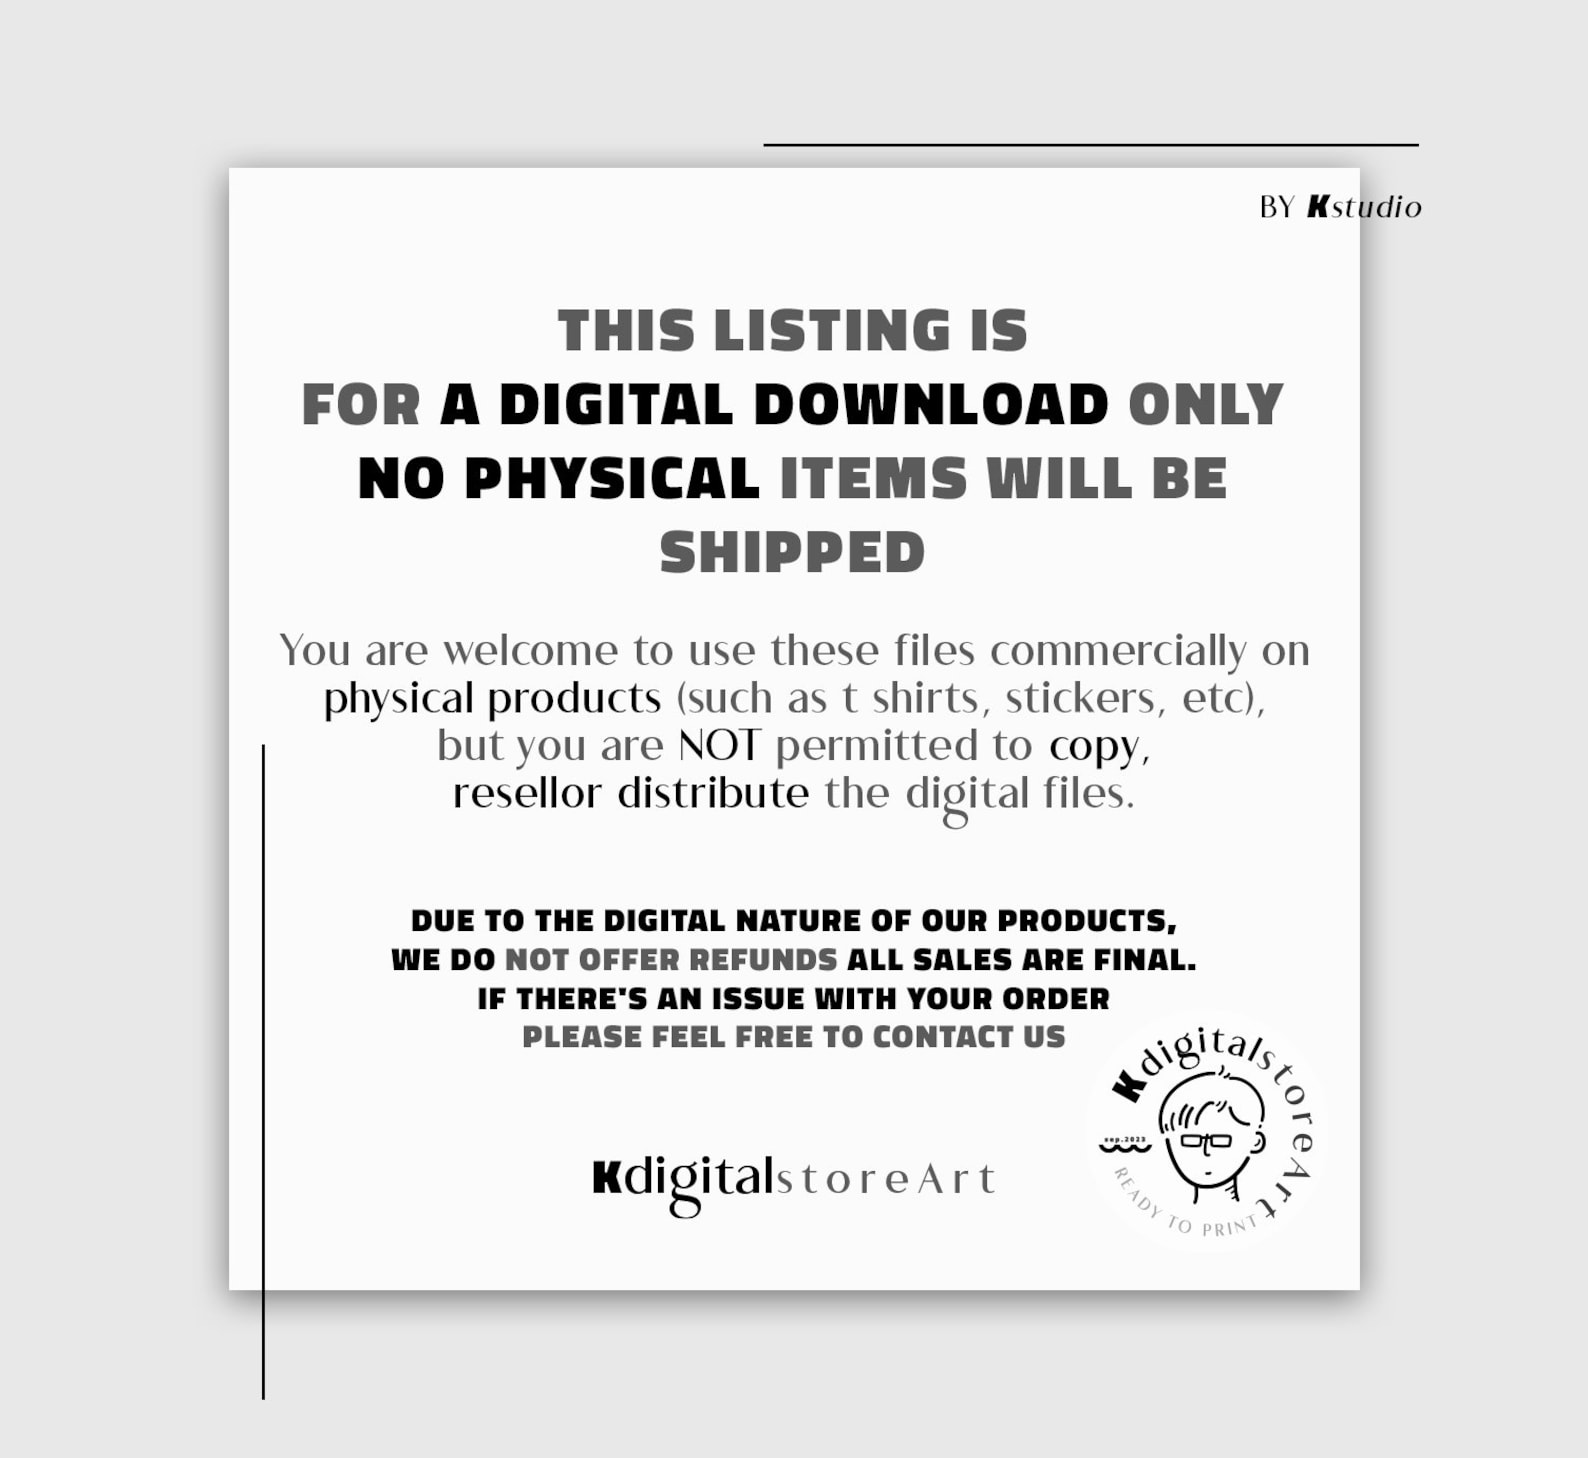 BY Kstudio
THIS LISTING IS
FOR A DIGITAL DOWNLOAD ONLY
NO PHYSICAL ITEMS WILL BE
SHIPPED
You are welcome to use these files commercially on
physical products (such as t shirts, stickers, etc),
but you are NOT permitted to copy,
resellor distribute the digital files.
DUE TO THE DIGITAL NATURE OF OUR PRODUCTS,
WE DO NOT OFFER REFUNDS ALL SALES ARE FINAL.
IF THERE'S AN ISSUE WITH YOUR ORDER
PLEASE FEEL FREE TO CONTACT US
KdigitalstoreArt
sep.2023
READY TO PRINT
KdigitalstoreArt